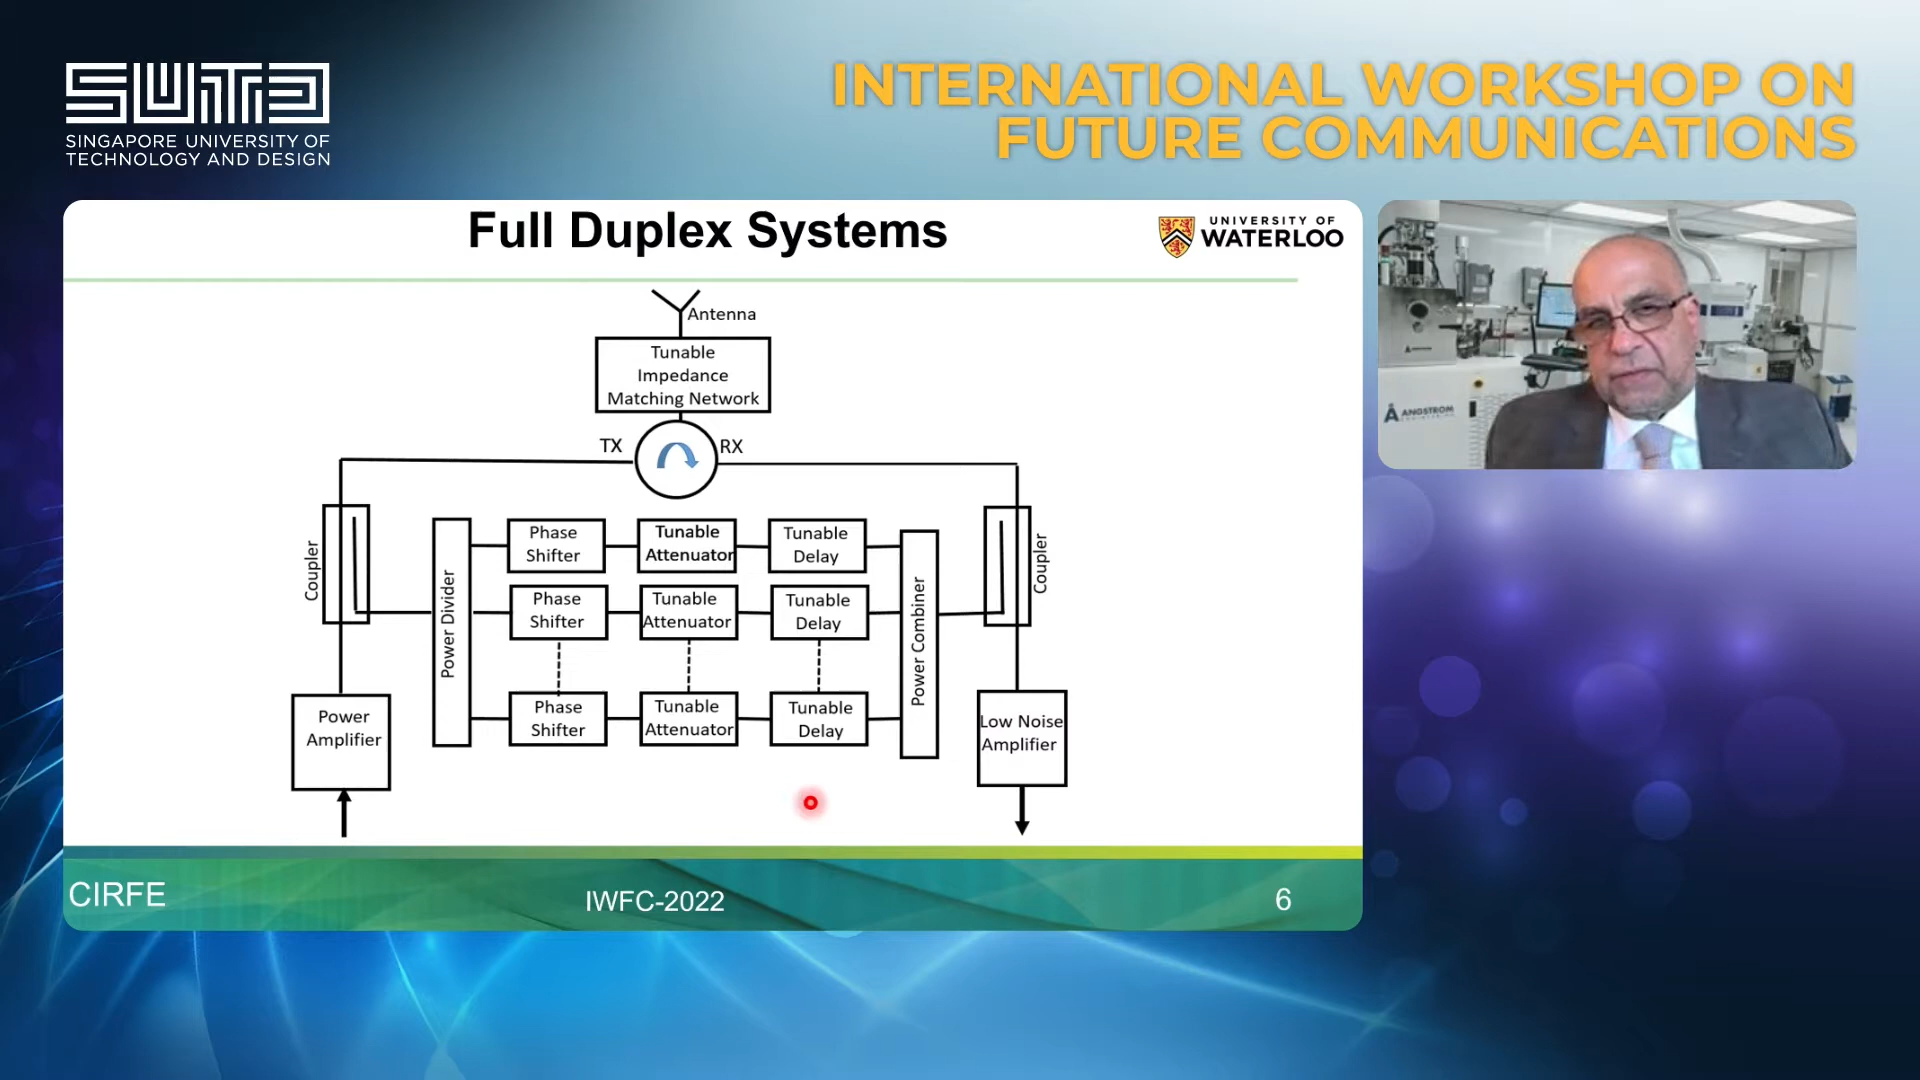 SUTD
SINGAPORE UNIVERSITY OF
TECHNOLOGY AND DESIGN
INTERNATIONAL WORKSHOP ON
FUTURE COMMUNICATIONS
Full Duplex Systems
UNIVERSITY OF
WATERLOO
Antenna
Tunable
Impedance
Matching Network
TX
RX
Coupler
Power Divider
Phase
Shifter
Tunable
Attenuator
Tunable
Delay
Phase
Shifter
Tunable
Attenuator
Tunable
Delay
Phase
Shifter
Tunable
Attenuator
Tunable
Delay
Power Combiner
Coupler
Power
Amplifier
Low Noise
Amplifier
CIRFE
IWFC-2022
6
ANGSTROM
ENGINEERING